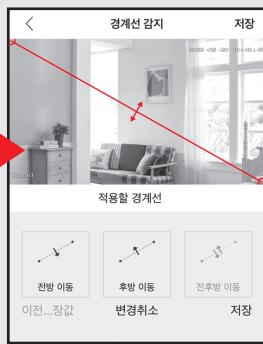 경계선 감지 저장
적용할 경계선
전방 이동 후방 이동 전후방 이동
이전...장값 변경취소 저장